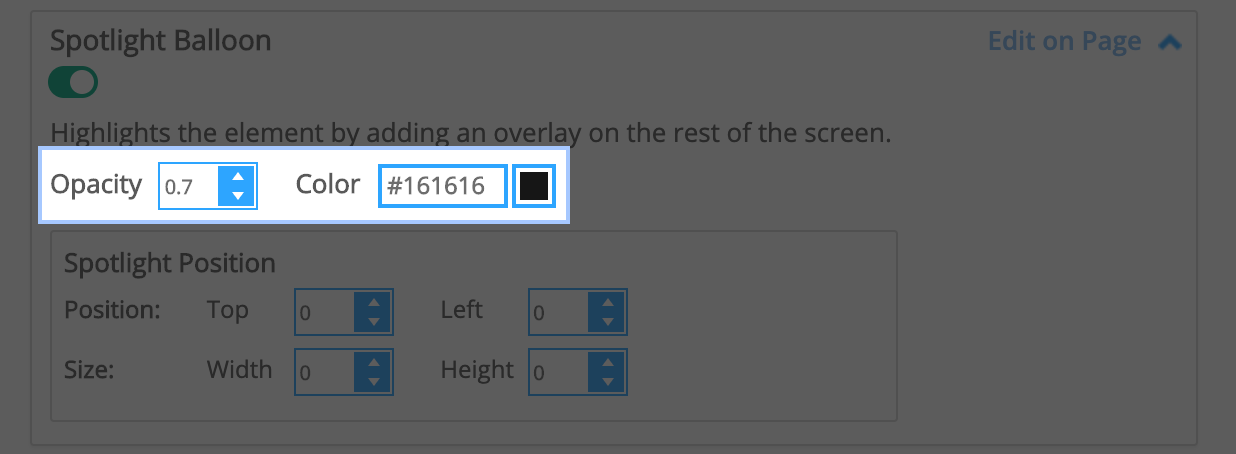 Spotlight Balloon Edit on Page
Highlights the element by adding an overlay on the rest of the screen.
Opacity 0.7 Color #161616
Spotlight Position
Position: Top 0 Left 0
Size: Width 0 Height 0